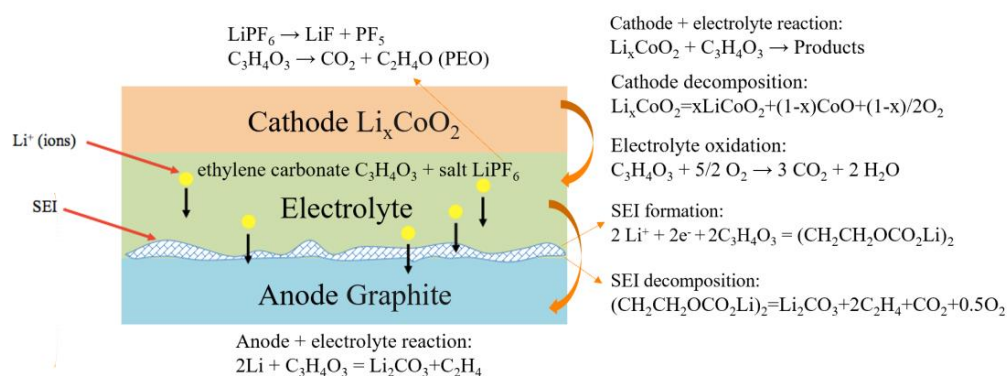 LiPF₆ → LiF + PF₅
C₃H₄O₃ → CO₂ + C₂H₄O (PEO)
Cathode LiₓCoO₂
Li⁺ (ions)
ethylene carbonate C₃H₄O₃ + salt LiPF₆
Electrolyte
SEI
Anode Graphite
Anode + electrolyte reaction:
2Li + C₃H₄O₃ = Li₂CO₃+C₂H₄
Cathode + electrolyte reaction:
LiₓCoO₂ + C₃H₄O₃ → Products
Cathode decomposition:
LiₓCoO₂=xLiCoO₂+(1-x)CoO+(1-x)/2O₂
Electrolyte oxidation:
C₃H₄O₃ + 5/2 O₂ → 3 CO₂ + 2 H₂O
SEI formation:
2 Li⁺ + 2e⁻ + 2C₃H₄O₃ = (CH₂CH₂OCO₂Li)₂
SEI decomposition:
(CH₂CH₂OCO₂Li)₂=Li₂CO₃+2C₂H₄+CO₂+0.5O₂